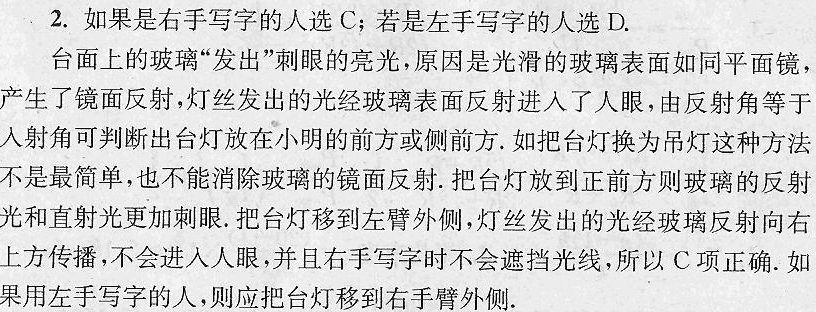 2. 如果是右手写字的人选 C; 若是左手写字的人选 D.
台面上的玻璃“发出”刺眼的亮光,原因是光滑的玻璃表面如同平面镜,
产生了镜面反射,灯丝发出的光经玻璃表面反射进入了人眼,由反射角等于
入射角可判断出台灯放在小明的前方或侧前方. 如把台灯换为吊灯这种方法
不是最简单,也不能消除玻璃的镜面反射. 把台灯放到正前方则玻璃的反射
光和直射光更加刺眼. 把台灯移到左臂外侧,灯丝发出的光经玻璃反射向右
上方传播,不会进入人眼,并且右手写字时不会遮挡光线,所以 C 项正确. 如
果用左手写字的人,则应把台灯移到右手臂外侧.